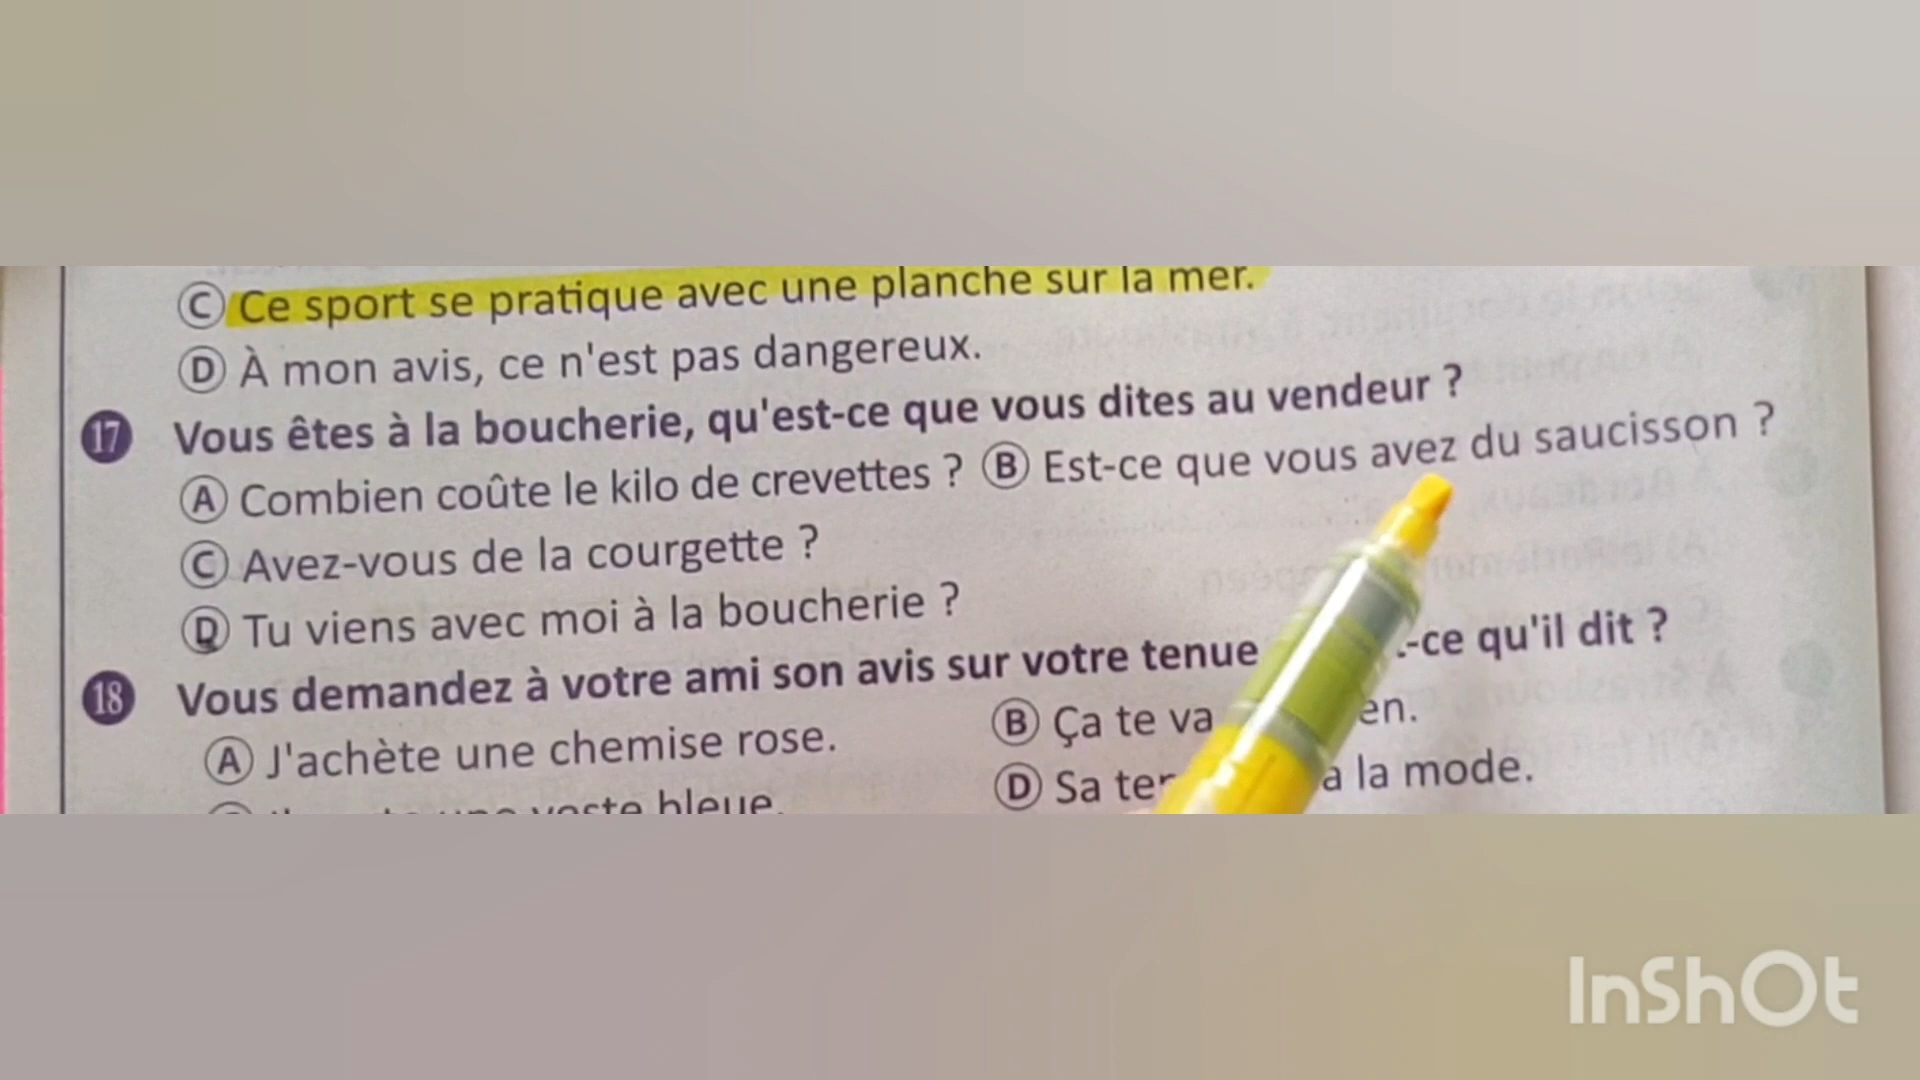 C Ce sport se pratique avec une planche sur la mer.
D À mon avis, ce n'est pas dangereux.
17 Vous êtes à la boucherie, qu'est-ce que vous dites au vendeur ?
A Combien coûte le kilo de crevettes ? B Est-ce que vous avez du saucisson ?
C Avez-vous de la courgette ?
D Tu viens avec moi à la boucherie ?
18 Vous demandez à votre ami son avis sur votre tenue -ce qu'il dit ?
A J'achète une chemise rose. B Ça te va en.
veste bleue. D Sa te la mode.
InShOt